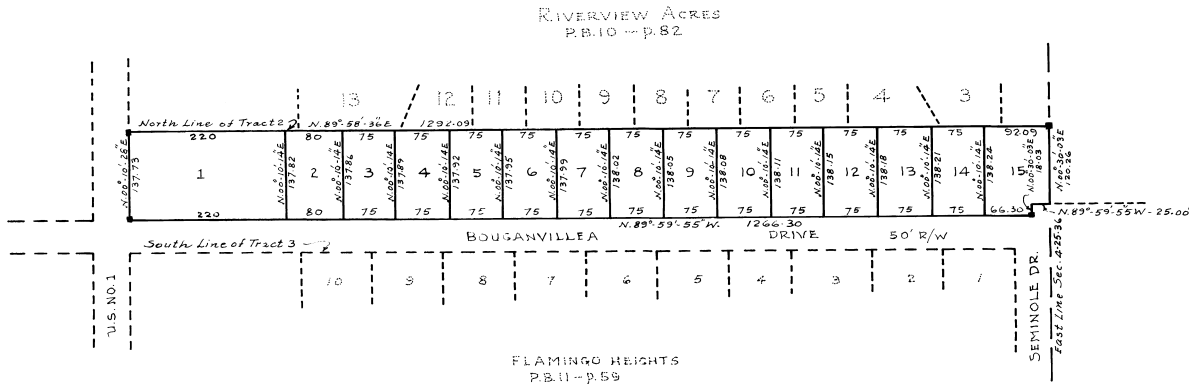 RIVERVIEW ACRES
P.B.10 — p.82
13 12 11 10 9 8 7 6 5 4 3
North Line of Tract 2 N.89°-58'-36"E 1292.09
220 80 75 75 75 75 75 75 75 75 75 75 75 75 92.09
N.00°-10'-26"E
137.73
1
N.00°-10'-14"E
137.82
2
N.00°-10'-14"E
137.86
3
N.00°-10'-14"E
137.89
4
N.00°-10'-14"E
137.92
5
N.00°-10'-14"E
137.95
6
N.00°-10'-14"E
137.99
7
N.00°-10'-14"E
138.02
8
N.00°-10'-14"E
138.05
9
N.00°-10'-14"E
138.08
10
N.00°-10'-14"E
138.11
11
N.00°-10'-14"E
138.15
12
N.00°-10'-14"E
138.18
13
N.00°-10'-14"E
138.21
14
N.00°-10'-14"E
138.24
15
N.00-30-03E
18.03
N.00°-30'-03"E
120.26
220 80 75 75 75 75 75 75 75 75 75 75 75 75 66.30
N.89°-59'-55"W - 25.00
N.89°-59'-55"W. 1266.30
BOUGANVILLEA DRIVE 50' R/W
South Line of Tract 3
10 9 8 7 6 5 4 3 2 1
U.S. NO. 1
SEMINOLE DR.
East Line Sec. 4-25-36
FLAMINGO HEIGHTS
P.B.11 — p.59